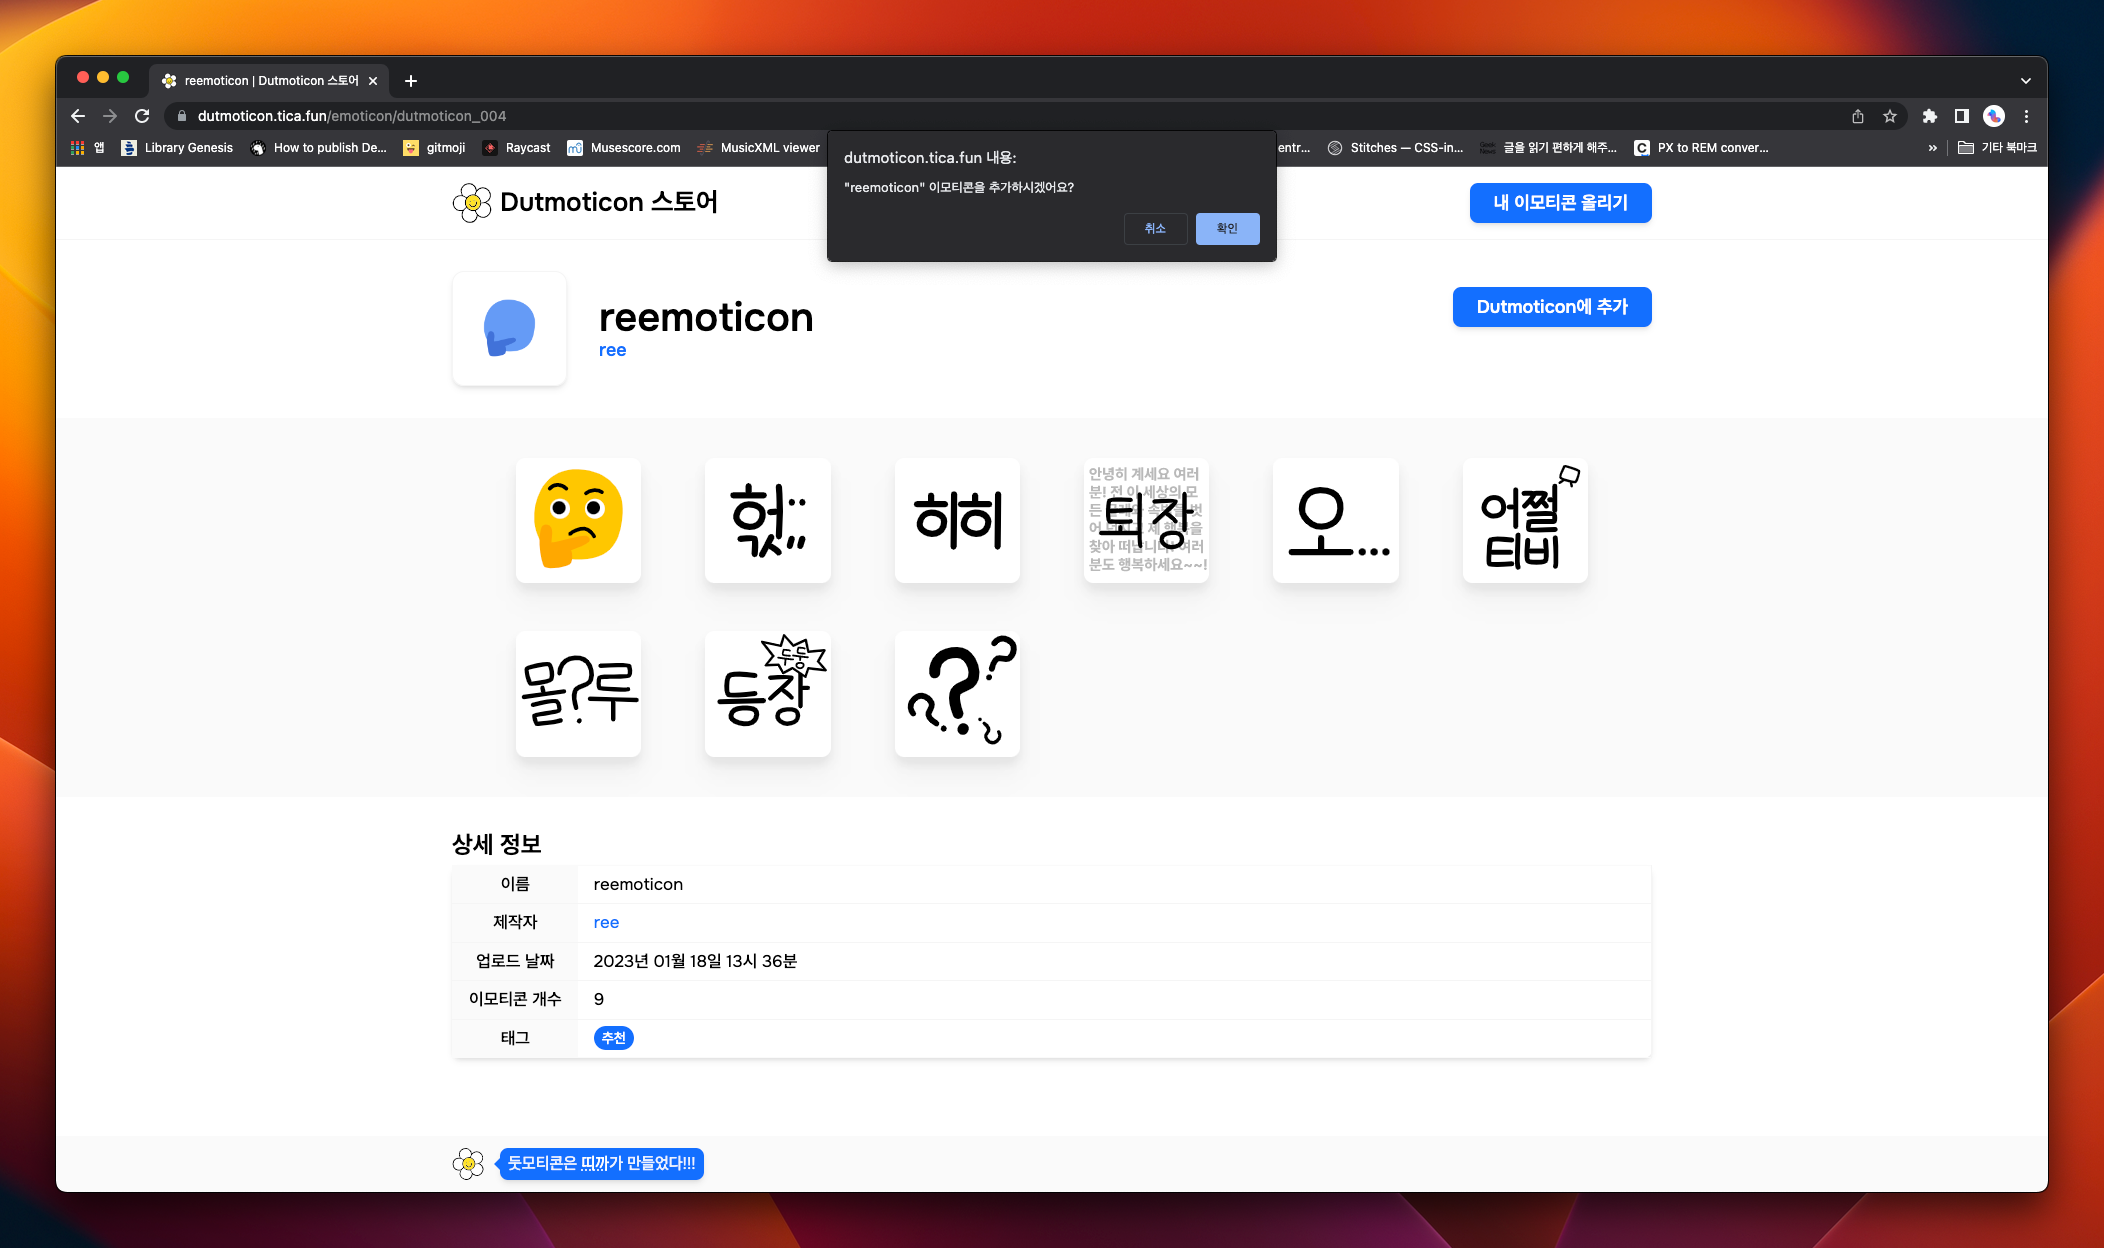 reemoticon | Dutmoticon 스토어
dutmoticon.tica.fun/emoticon/dutmoticon_004
앱
Library Genesis
How to publish De...
gitmoji
Raycast
Musescore.com
MusicXML viewer
entr...
Stitches — CSS-in...
글을 읽기 편하게 해주...
PX to REM conver...
»
기타 북마크
dutmoticon.tica.fun 내용:
"reemoticon" 이모티콘을 추가하시겠어요?
취소
확인
Dutmoticon 스토어
내 이모티콘 올리기
reemoticon
ree
Dutmoticon에 추가
헚;;
히히
안녕히 계세요 여러
분! 전 이 세상의 모
어
제 행복을
찾아 떠납니다! 여러
분도 행복하세요~~!
퇴장
오...
어쩔
티비
몰?루
두둥
등장
? ? ? ?
상세 정보
이름
reemoticon
제작자
ree
업로드 날짜
2023년 01월 18일 13시 36분
이모티콘 개수
9
태그
추천
둣모티콘은 띠까가 만들었다!!!